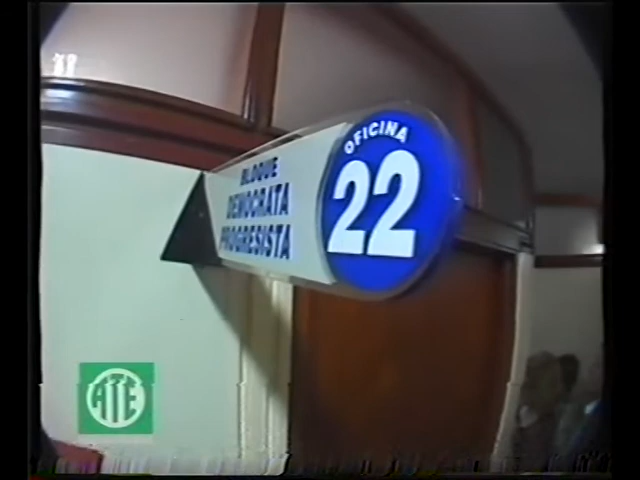 OFICINA
22
BLOQUE
DEMOCRATA
PROGRESISTA
ATE